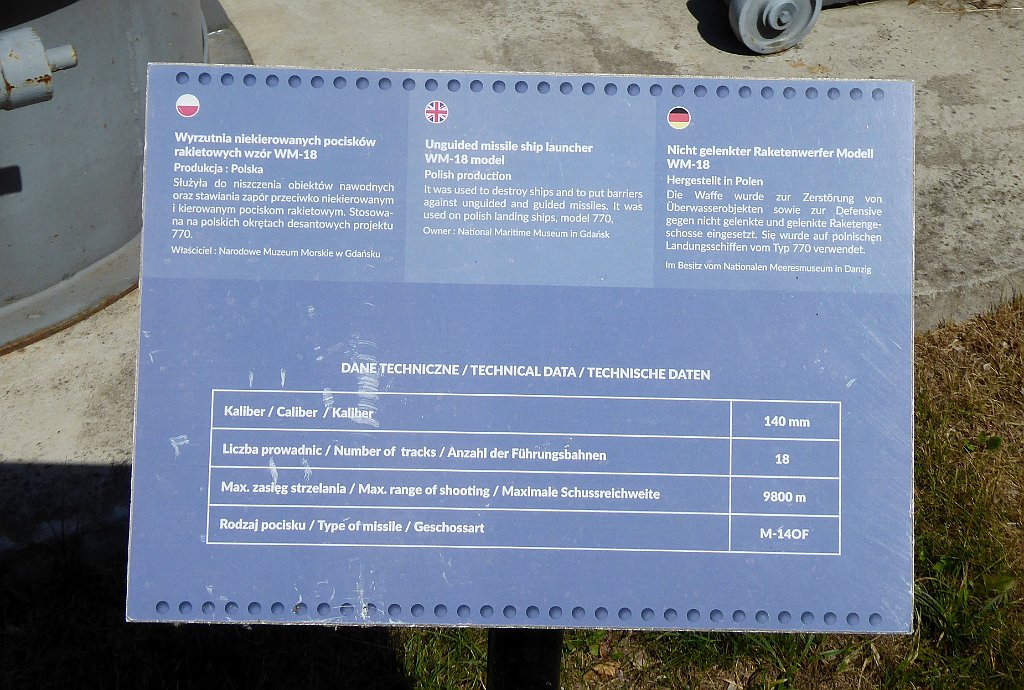 Wyrzutnia niekierowanych pocisków
rakietowych wzór WM-18
Produkcja : Polska
Służyła do niszczenia obiektów nawodnych
oraz stawiania zapór przeciwko niekierowanym
i kierowanym pociskom rakietowym. Stosowa-
na na polskich okrętach desantowych projektu
770.
Właściciel : Narodowe Muzeum Morskie w Gdańsku
Unguided missile ship launcher
WM-18 model
Polish production
It was used to destroy ships and to put barriers
against unguided and guided missiles. It was
used on polish landing ships, model 770.
Owner : National Maritime Museum in Gdańsk
Nicht gelenkter Raketenwerfer Modell
WM-18
Hergestellt in Polen
Die Waffe wurde zur Zerstörung von
Überwasserobjekten sowie zur Defensive
gegen nicht gelenkte und gelenkte Raketenge-
schosse eingesetzt. Sie wurde auf polnischen
Landungsschiffen vom Typ 770 verwendet.
Im Besitz vom Nationalen Meeresmuseum in Danzig
DANE TECHNICZNE / TECHNICAL DATA / TECHNISCHE DATEN
Kaliber / Caliber / Kaliber 140 mm
Liczba prowadnic / Number of tracks / Anzahl der Führungsbahnen 18
Max. zasięg strzelania / Max. range of shooting / Maximale Schussreichweite 9800 m
Rodzaj pocisku / Type of missile / Geschossart M-14OF